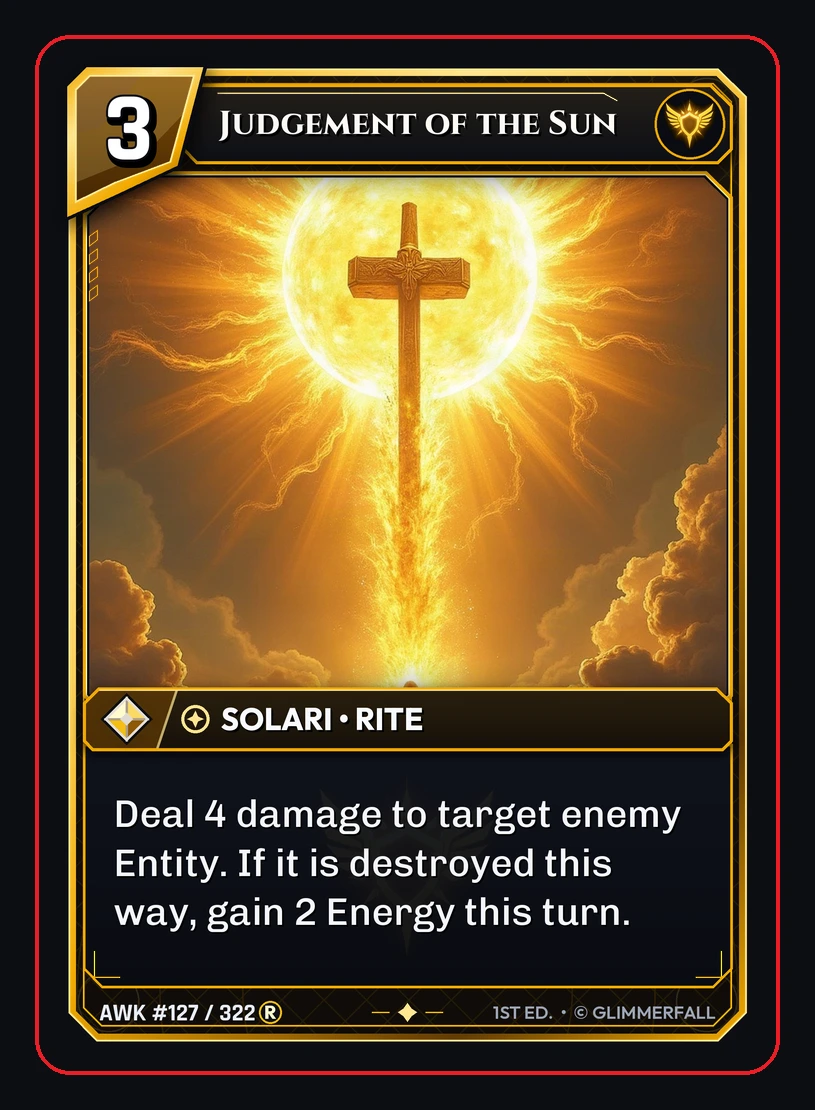 3
JUDGEMENT OF THE SUN
SOLARI • RITE
Deal 4 damage to target enemy
Entity. If it is destroyed this
way, gain 2 Energy this turn.
AWK #127 / 322 R
1ST ED. • © GLIMMERFALL